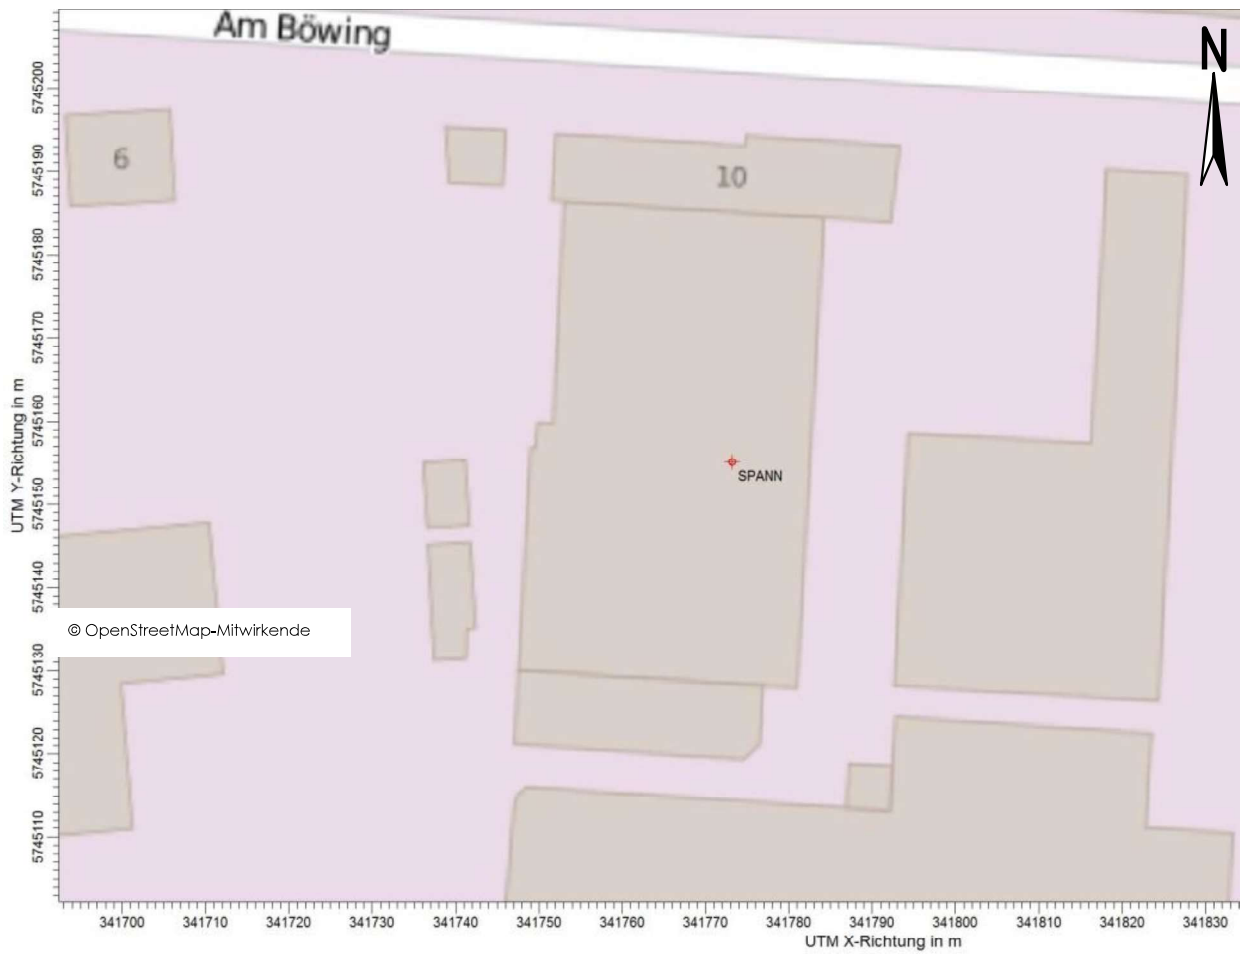 Am Böwing
N
6
10
SPANN
© OpenStreetMap-Mitwirkende
UTM Y-Richtung in m
5745200
5745190
5745180
5745170
5745160
5745150
5745140
5745130
5745120
5745110
341700 341710 341720 341730 341740 341750 341760 341770 341780 341790 341800 341810 341820 341830
UTM X-Richtung in m